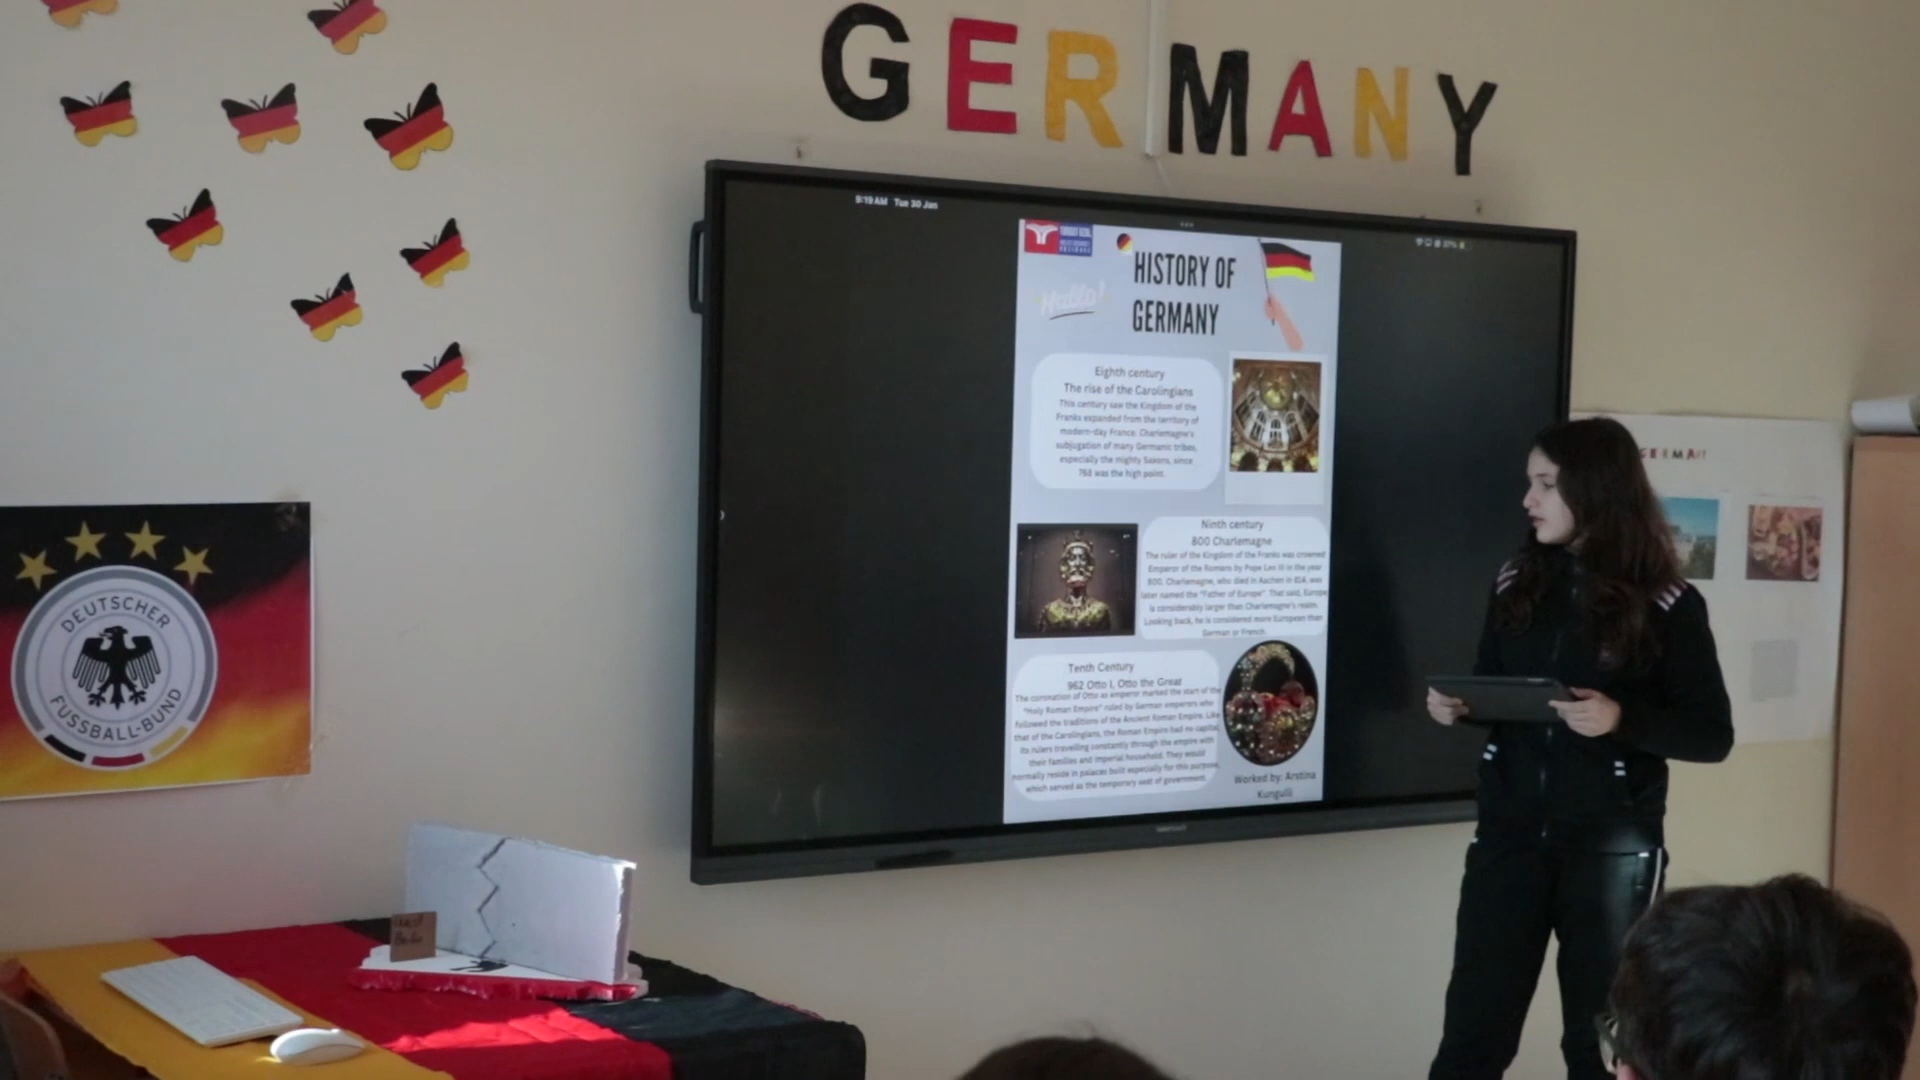 GERMANY
9:19 AM Tue 30 Jan
HISTORY OF
GERMANY
Hallo!
Eighth century
The rise of the Carolingians
This century saw the Kingdom of the
Franks expanded from the territory of
modern-day France. Charlemagne's
subjugation of many Germanic tribes,
especially the mighty Saxons, since
768 was the high point.
Ninth century
800 Charlemagne
The ruler of the Kingdom of the Franks was crowned
Emperor of the Romans by Pope Leo III in the year
800. Charlemagne, who died in Aachen in 814, was
later named the "Father of Europe". That said, Europe
is considerably larger than Charlemagne's realm.
Looking back, he is considered more European than
German or French.
Tenth Century
962 Otto I, Otto the Great
The coronation of Otto as emperor marked the start of the
"Holy Roman Empire" ruled by German emperors who
followed the traditions of the Ancient Roman Empire. Like
that of the Carolingians, the Roman Empire had no capital,
its rulers travelling constantly through the empire with
their families and imperial household. They would
normally reside in palaces built especially for this purpose,
which served as the temporary seat of government.
Worked by: Arstina
Kungulli
GERMANY
DEUTSCHER
FUSSBALL-BUND